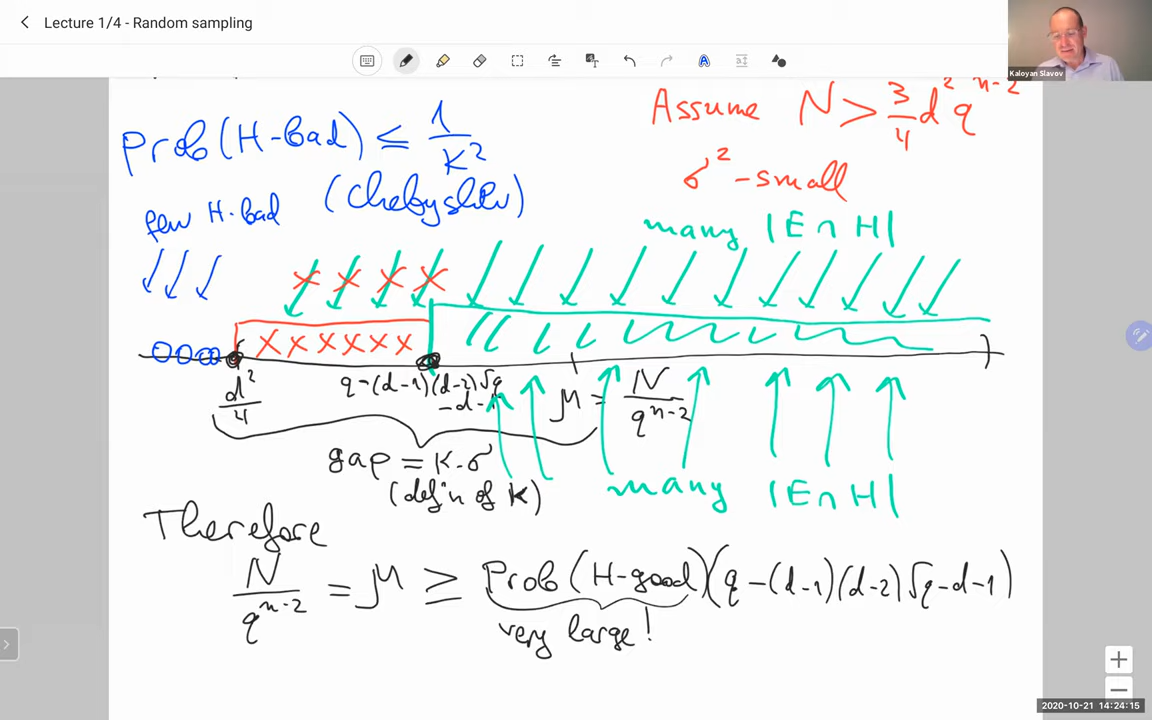 Lecture 1/4 - Random sampling
Kaloyan Slavov
Assume N > 3/4 d² q^{n-2}
σ² - small
Prob(H-bad) ≤ 1/K²
(Chebyshev)
few H-bad
many |E ∩ H|
d²/4
q-(d-1)(d-2)√q
-d-
μ = N/q^{n-2}
gap = K·σ
(def'n of K)
many |E ∩ H|
Therefore
N/q^{n-2} = μ ≥ Prob(H-good)(q-(d-1)(d-2)√q-d-1)
very large!
2020-10-21 14:24:15